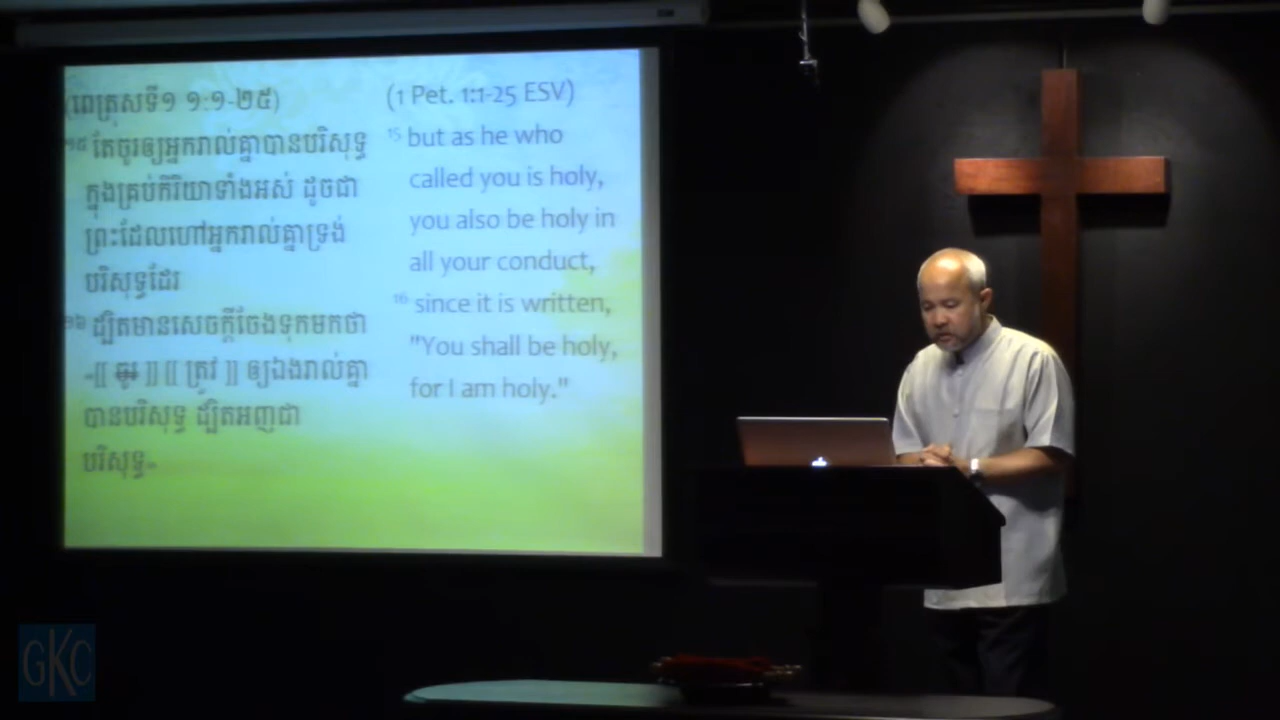 (ពេត្រុសទី១ ១:១-២៥)
១៥ តែចូរឲ្យអ្នករាល់គ្នាបានបរិសុទ្ធ
ក្នុងគ្រប់កិរិយាទាំងអស់ ដូចជា
ព្រះដែលហៅអ្នករាល់គ្នាទ្រង់
បរិសុទ្ធដែរ
១៦ ដ្បិតមានសេចក្ដីចែងទុកមកថា
«[[ ចូរ ]] [[ ត្រូវ ]] ឲ្យឯងរាល់គ្នា
បានបរិសុទ្ធ ដ្បិតអញជា
បរិសុទ្ធ»
(1 Pet. 1:1-25 ESV)
15 but as he who
called you is holy,
you also be holy in
all your conduct,
16 since it is written,
"You shall be holy,
for I am holy."
GKC